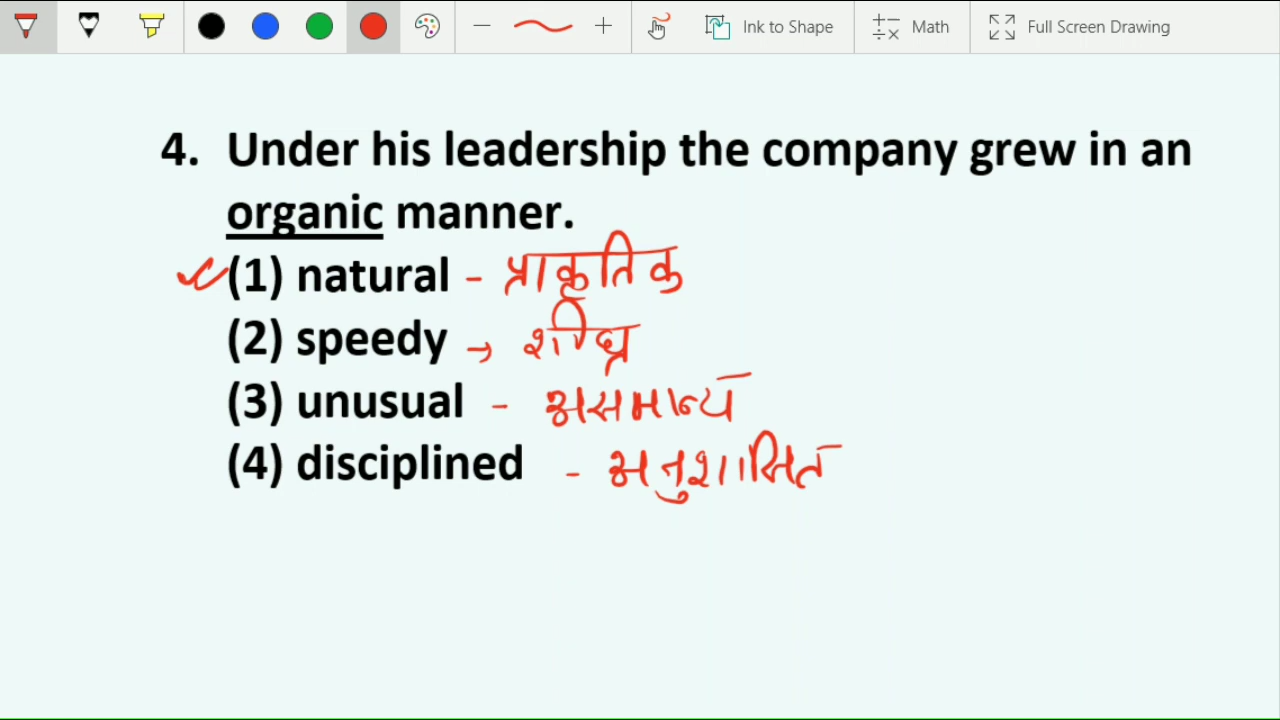 Ink to Shape Math Full Screen Drawing
4. Under his leadership the company grew in an
organic manner.
(1) natural - प्राकृतिक
(2) speedy → शीघ्र
(3) unusual - असमान्य
(4) disciplined - अनुशासित